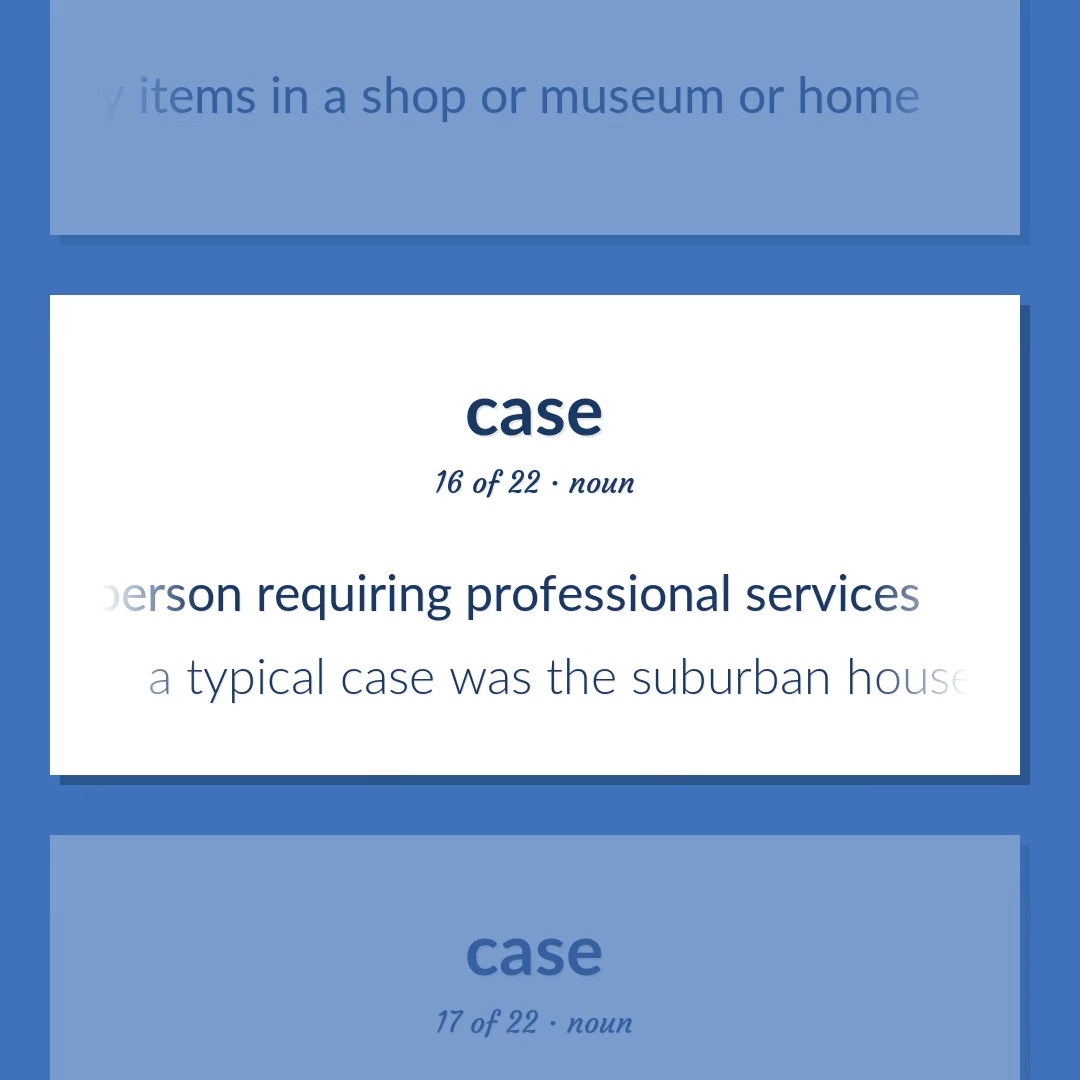 y items in a shop or museum or home
case
16 of 22 · noun
person requiring professional services
a typical case was the suburban house
case
17 of 22 · noun